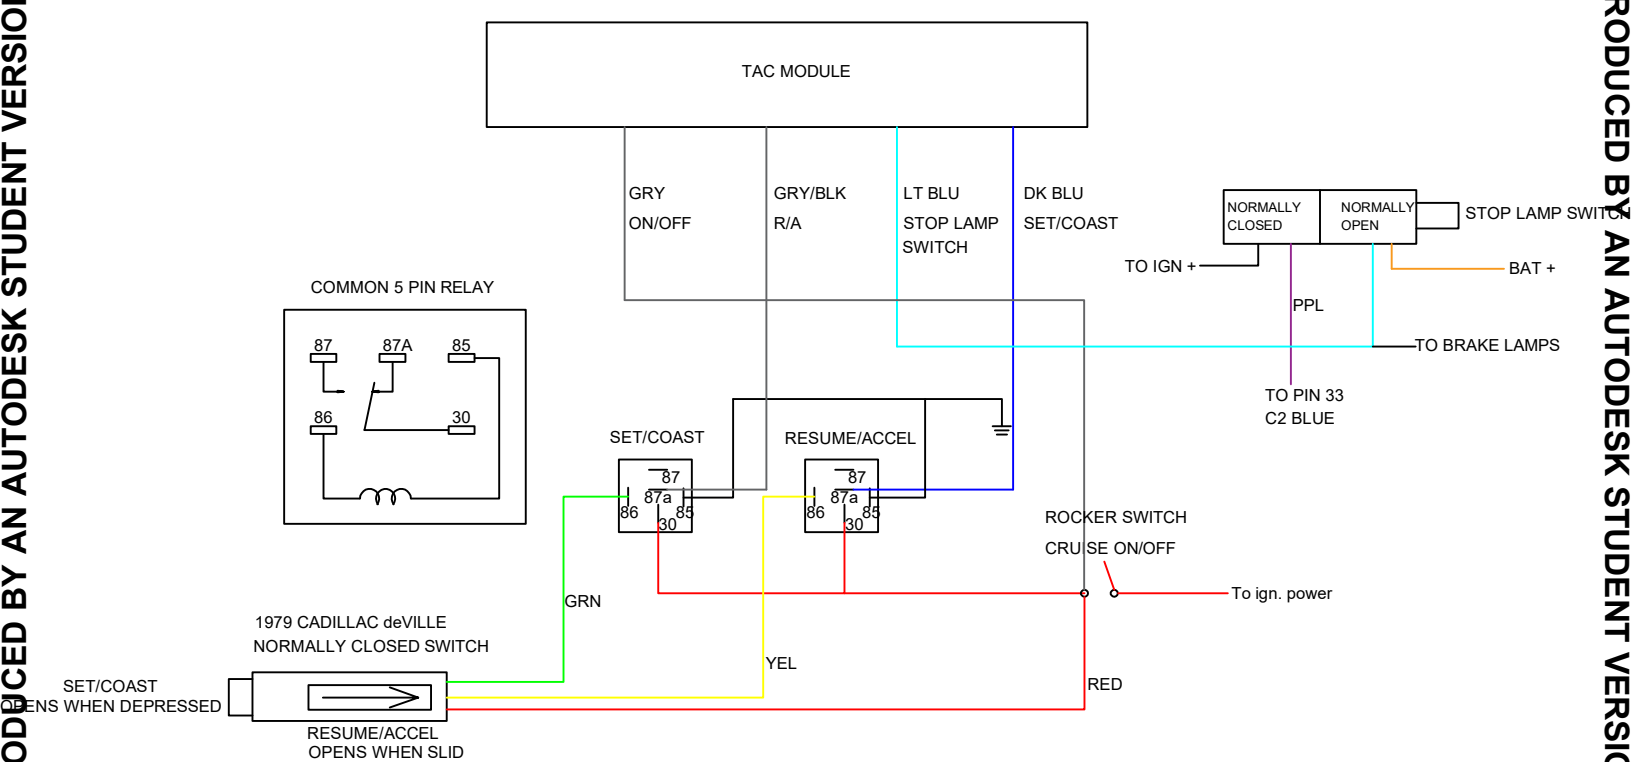 PRODUCED BY AN AUTODESK STUDENT VERSION
TAC MODULE
GRY
ON/OFF
GRY/BLK
R/A
LT BLU
STOP LAMP
SWITCH
DK BLU
SET/COAST
NORMALLY
CLOSED
NORMALLY
OPEN
STOP LAMP SWITCH
TO IGN +
BAT +
PPL
TO BRAKE LAMPS
TO PIN 33
C2 BLUE
COMMON 5 PIN RELAY
87
87A
85
86
30
SET/COAST
87
87a
86
85
30
RESUME/ACCEL
87
87a
86
85
30
ROCKER SWITCH
CRUISE ON/OFF
To ign. power
GRN
YEL
RED
1979 CADILLAC deVILLE
NORMALLY CLOSED SWITCH
SET/COAST
OPENS WHEN DEPRESSED
RESUME/ACCEL
OPENS WHEN SLID
PRODUCED BY AN AUTODESK STUDENT VERSION